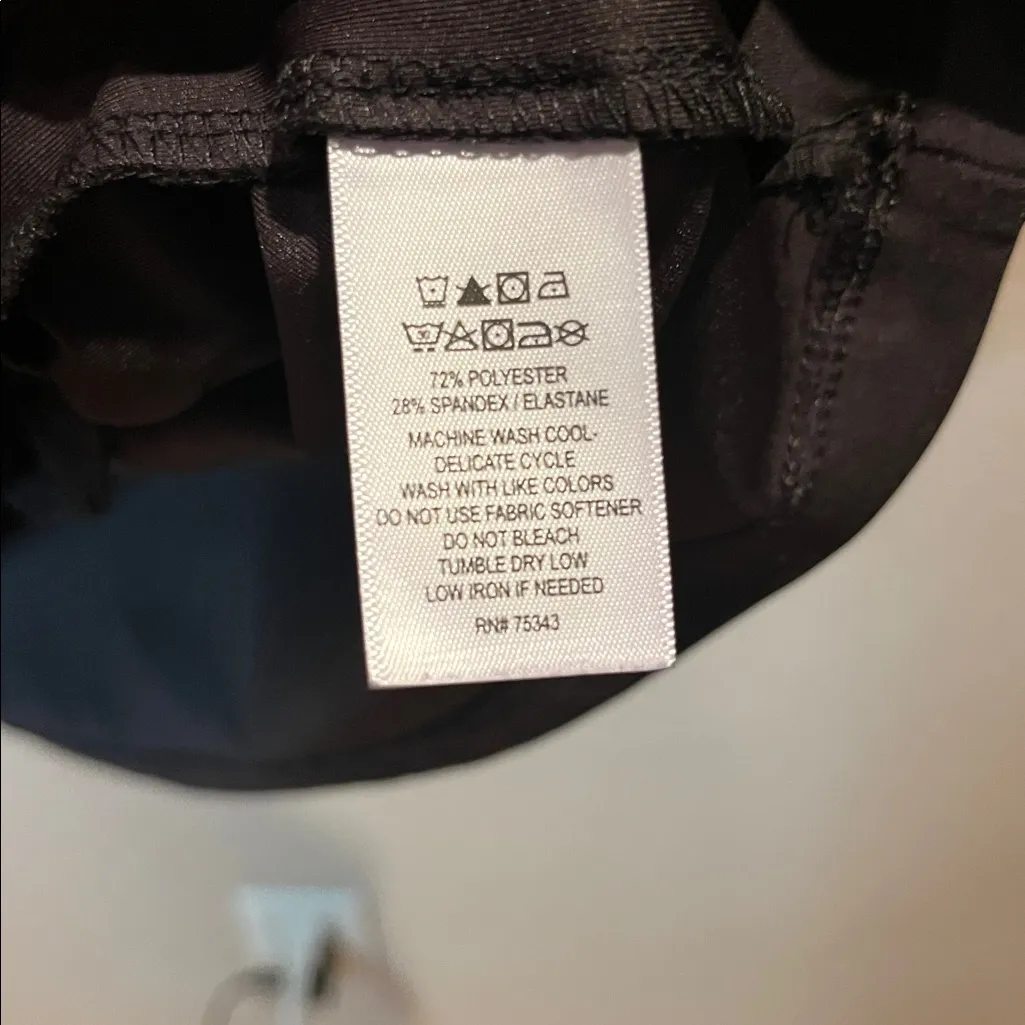 72% POLYESTER
28% SPANDEX / ELASTANE
MACHINE WASH COOL-
DELICATE CYCLE
WASH WITH LIKE COLORS
DO NOT USE FABRIC SOFTENER
DO NOT BLEACH
TUMBLE DRY LOW
LOW IRON IF NEEDED
RN# 75343